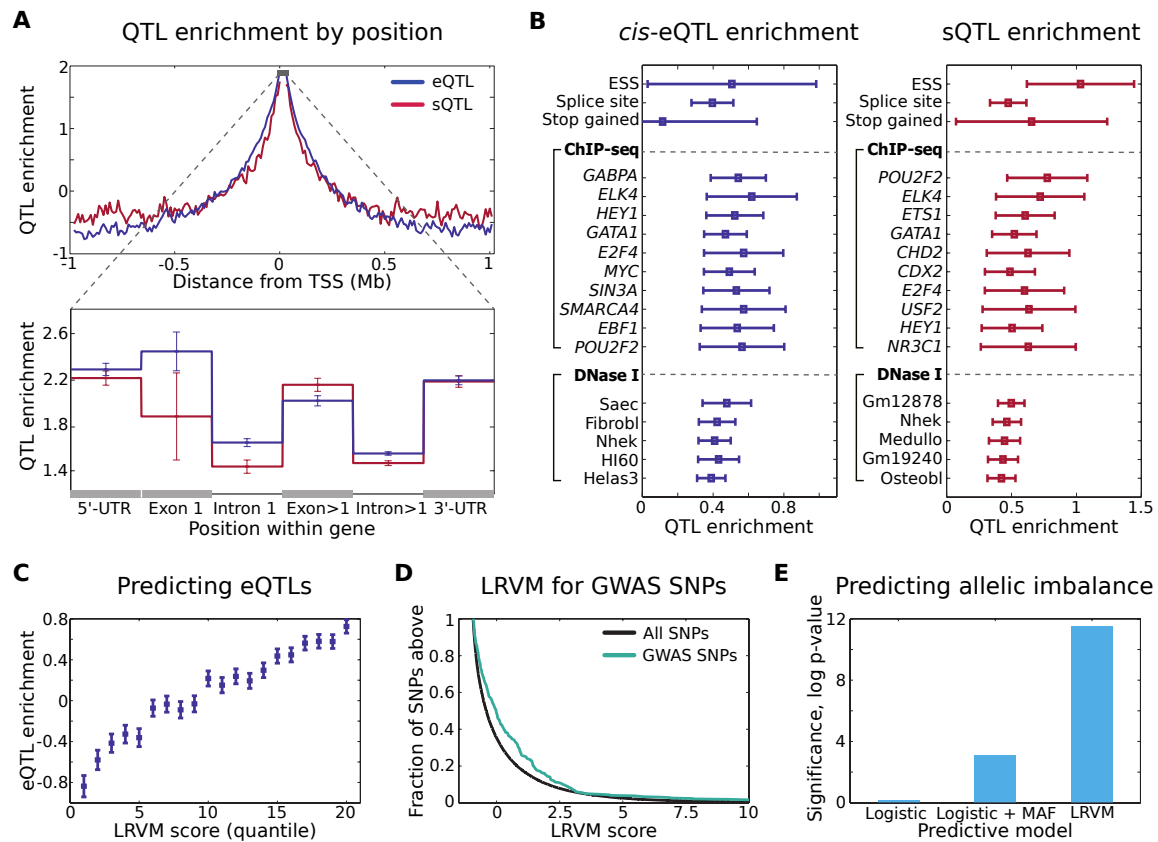 A
QTL enrichment by position
QTL enrichment
2
1
0
-1
eQTL
sQTL
-1
-0.5
0
0.5
1
Distance from TSS (Mb)
QTL enrichment
2.6
2.2
1.8
1.4
5'-UTR
Exon 1
Intron 1
Exon>1
Intron>1
3'-UTR
Position within gene
B
cis-eQTL enrichment
ESS
Splice site
Stop gained
ChIP-seq
GABPA
ELK4
HEY1
GATA1
E2F4
MYC
SIN3A
SMARCA4
EBF1
POU2F2
DNase I
Saec
Fibrobl
Nhek
Hl60
Helas3
0
0.4
0.8
QTL enrichment
sQTL enrichment
ESS
Splice site
Stop gained
ChIP-seq
POU2F2
ELK4
ETS1
GATA1
CHD2
CDX2
E2F4
USF2
HEY1
NR3C1
DNase I
Gm12878
Nhek
Medullo
Gm19240
Osteobl
0
0.5
1
1.5
QTL enrichment
C
Predicting eQTLs
eQTL enrichment
0.8
0.4
0
-0.4
-0.8
0
5
10
15
20
LRVM score (quantile)
D
LRVM for GWAS SNPs
Fraction of SNPs above
1
0.8
0.6
0.4
0.2
0
All SNPs
GWAS SNPs
0
2.5
5
7.5
10
LRVM score
E
Predicting allelic imbalance
Significance, log p-value
12
8
4
0
Logistic
Logistic + MAF
LRVM
Predictive model